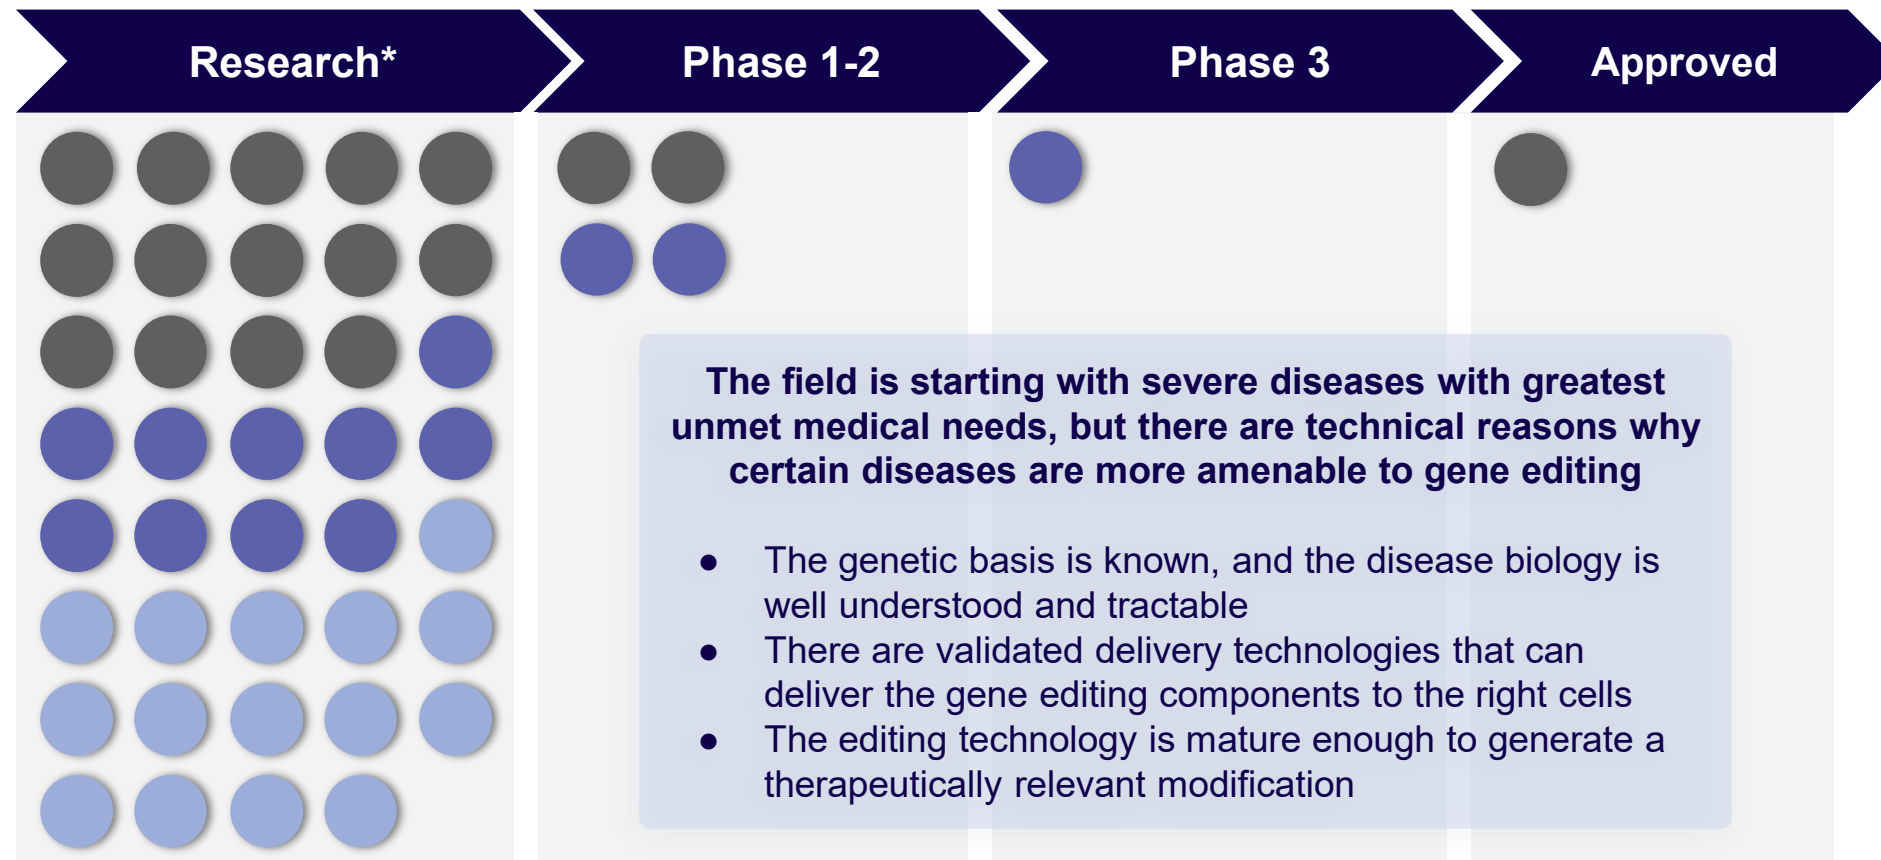 Research*
Phase 1-2
Phase 3
Approved
The field is starting with severe diseases with greatest
unmet medical needs, but there are technical reasons why
certain diseases are more amenable to gene editing
● The genetic basis is known, and the disease biology is
well understood and tractable
● There are validated delivery technologies that can
deliver the gene editing components to the right cells
● The editing technology is mature enough to generate a
therapeutically relevant modification